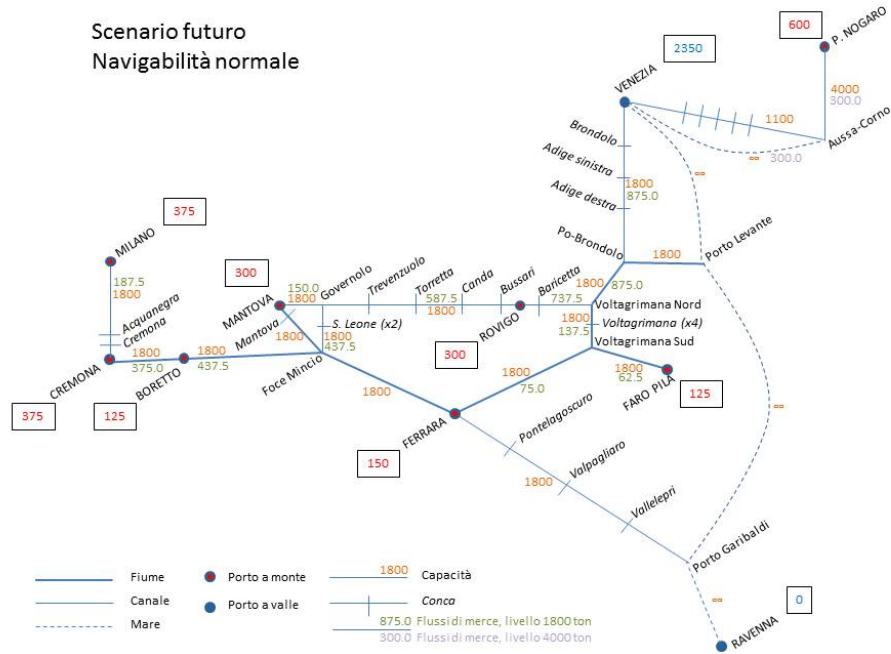 Scenario futuro
Navigabilità normale
600
P. NOGARO
2350
VENEZIA
4000
300.0
1100
Aussa-Corno
∞
300.0
Brondolo
Adige sinistra
1800
875.0
Adige destra
∞
375
MILANO
Po-Brondolo
1800
Porto Levante
187.5
1800
300
MANTOVA
150.0
1800
Governolo
Trevenzuolo
Torretta
587.5
1800
Canda
Bussari
Baricetta
737.5
1800
875.0
Voltagrimana Nord
Acquanegra
Cremona
Mantova
1800
S. Leone (x2)
1800
437.5
300
ROVIGO
1800
137.5
Voltagrimana (x4)
Voltagrimana Sud
1800
375.0
1800
437.5
CREMONA
BORETTO
Foce Mincio
1800
1800
75.0
1800
62.5
FARO PILA
∞
375
125
125
FERRARA
150
Pontelagoscuro
1800
Valpagliaro
Vallelepri
Porto Garibaldi
∞
0
RAVENNA
Fiume
Porto a monte
1800
Capacità
Canale
Porto a valle
Conca
Mare
875.0 Flussi di merce, livello 1800 ton
300.0 Flussi di merce, livello 4000 ton